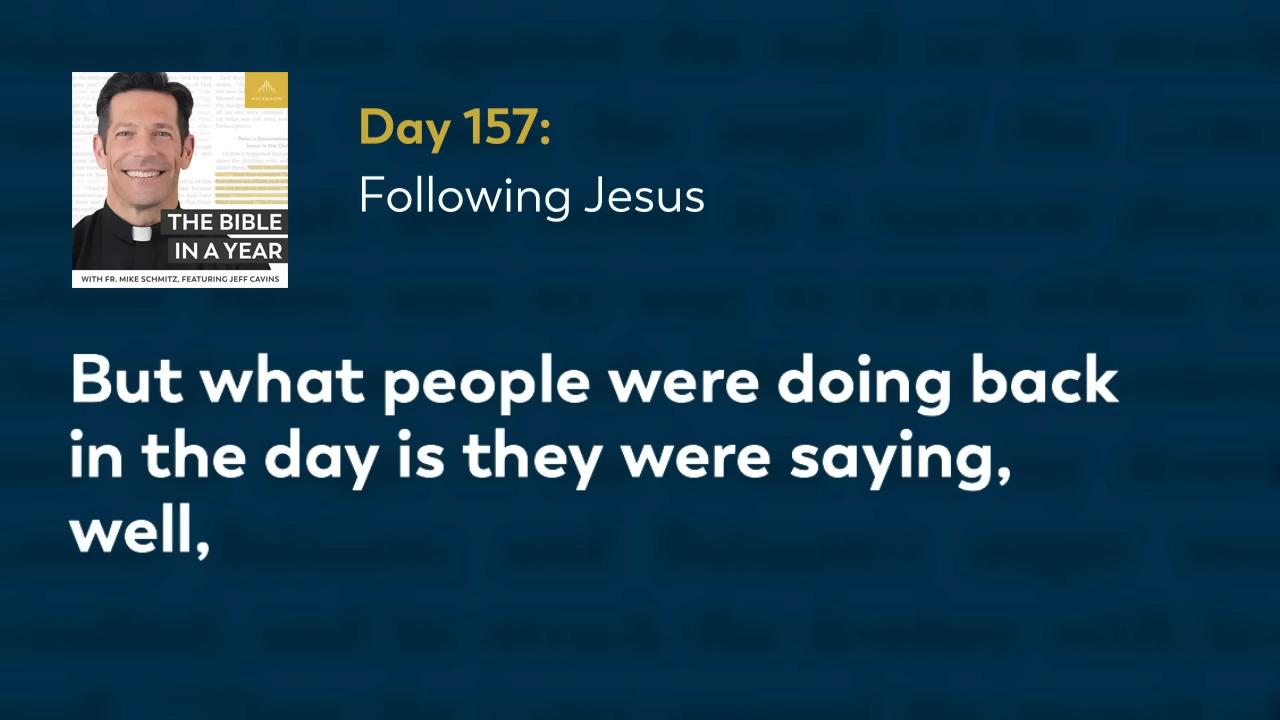 ASCENSION
THE BIBLE
IN A YEAR
WITH FR. MIKE SCHMITZ, FEATURING JEFF CAVINS
Day 157:
Following Jesus
But what people were doing back
in the day is they were saying,
well,